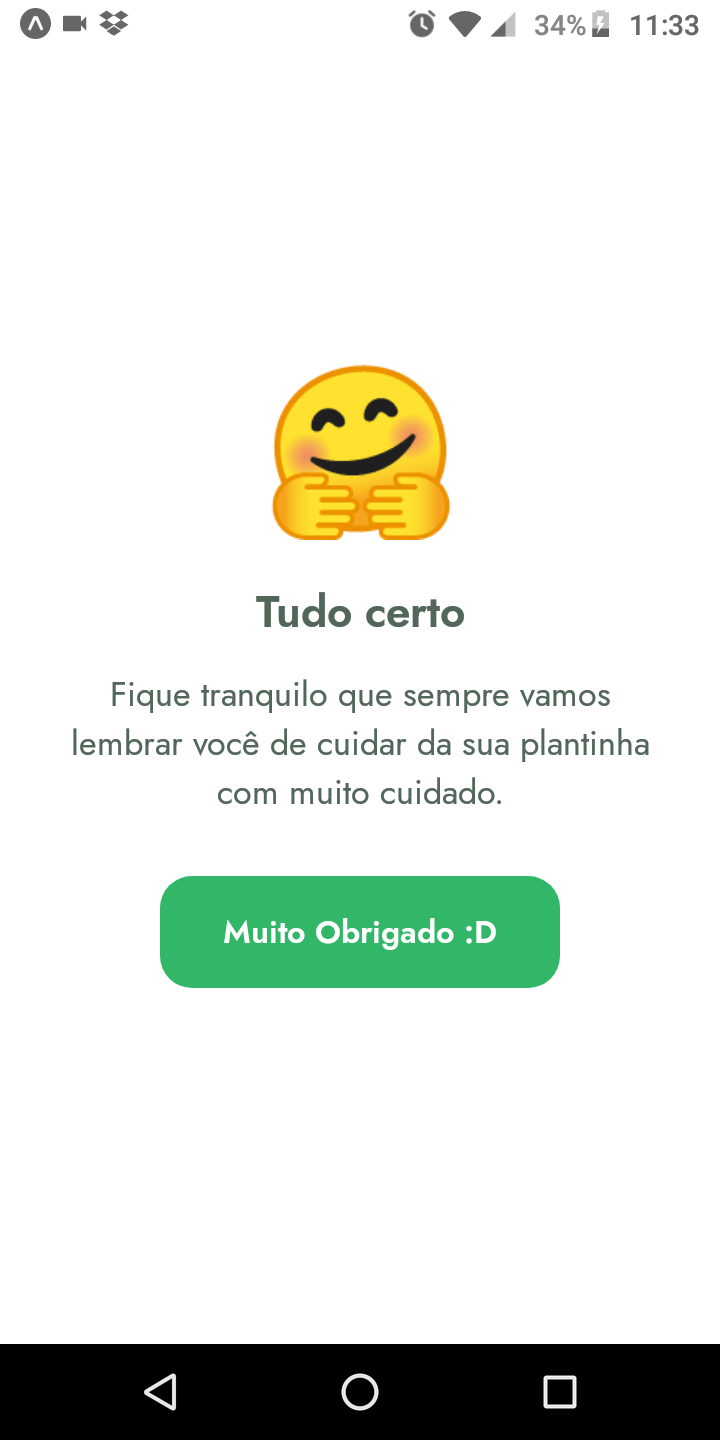 34% 11:33
Tudo certo
Fique tranquilo que sempre vamos
lembrar você de cuidar da sua plantinha
com muito cuidado.
Muito Obrigado :D